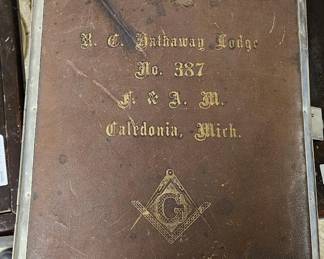 R. C. Hathaway Lodge
No. 387
F. & A. M.
Caledonia, Mich.
G